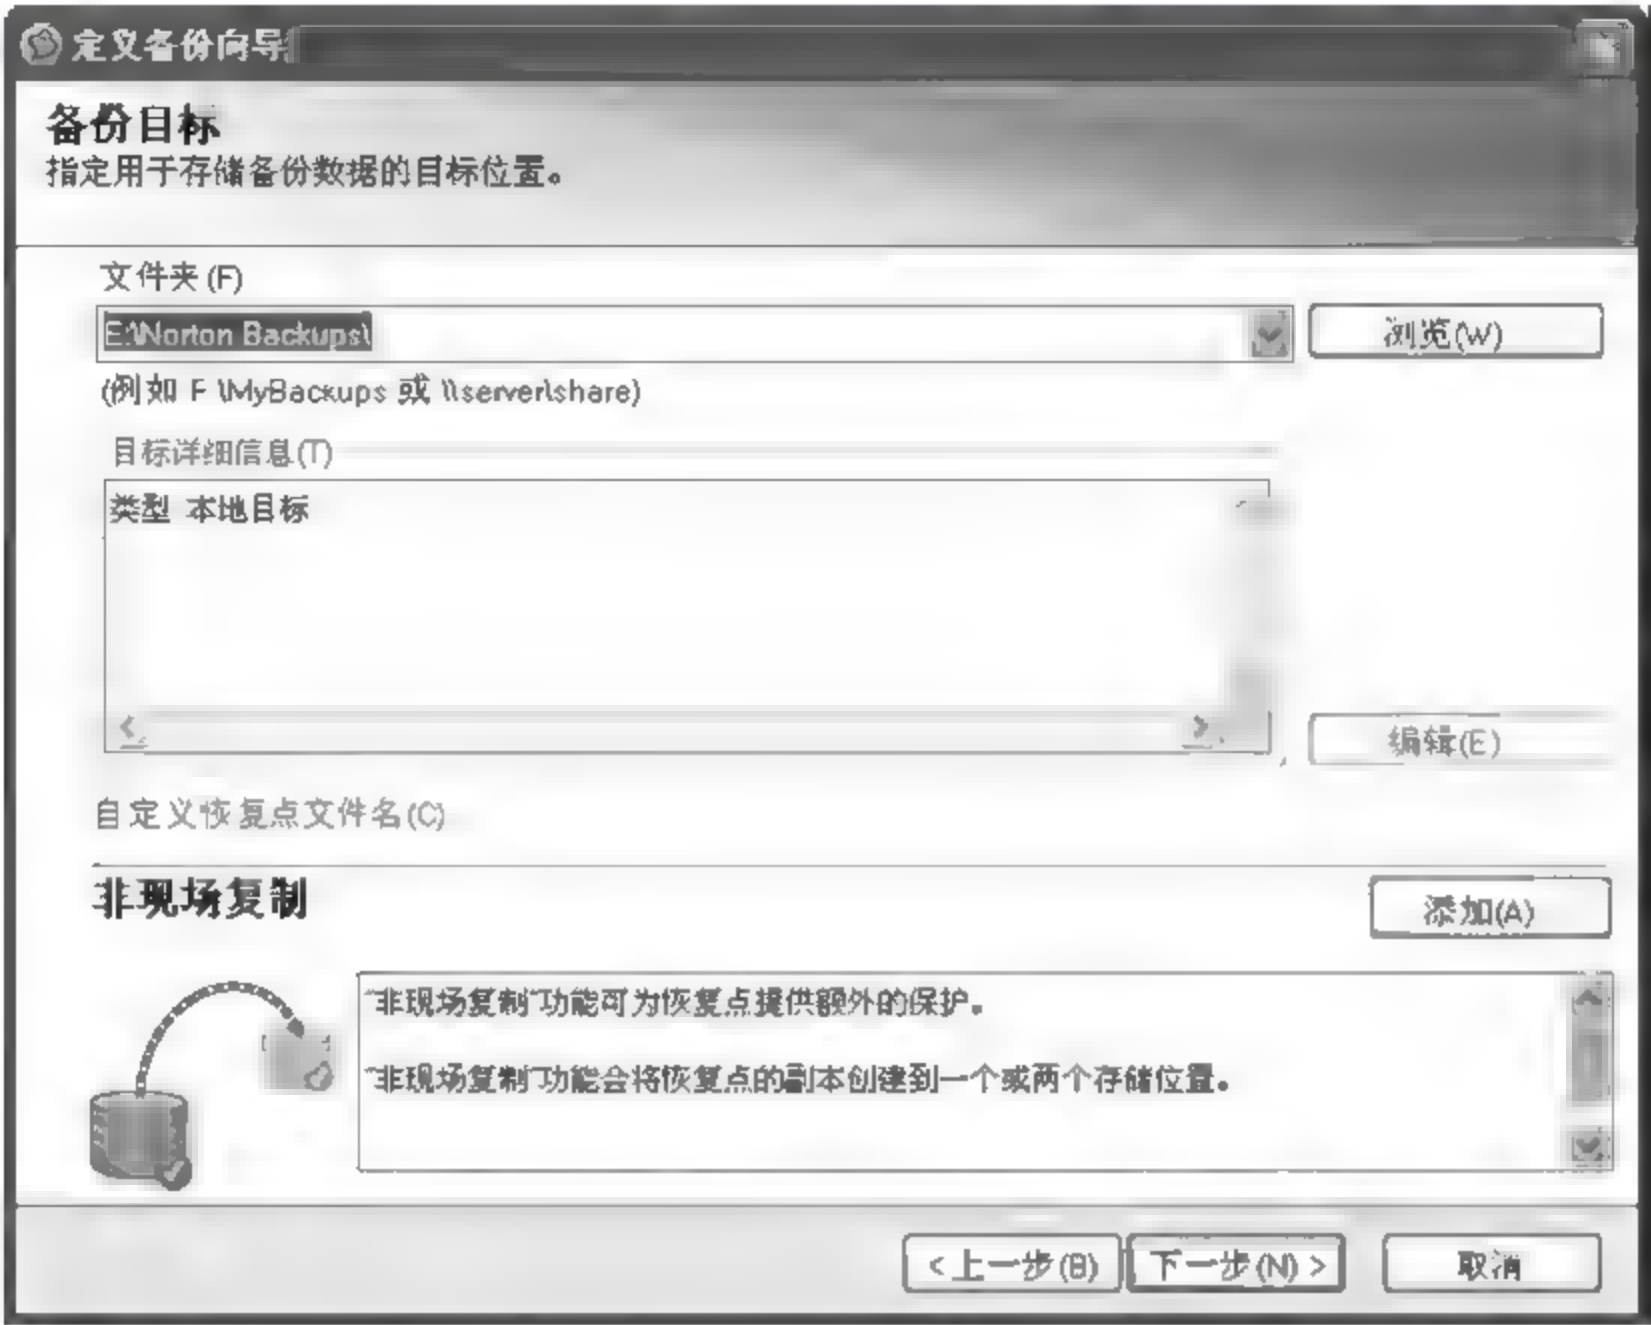 定义备份向导
备份目标
指定用于存储备份数据的目标位置。
文件夹(F)
E:\Norton Backups\
浏览(W)
(例如 F \MyBackups 或 \\server\share)
目标详细信息(T)
类型 本地目标
编辑(E)
自定义恢复点文件名(C)
非现场复制
添加(A)
"非现场复制"功能可为恢复点提供额外的保护。
"非现场复制"功能会将恢复点的副本创建到一个或两个存储位置。
<上一步(B)
下一步(N)>
取消